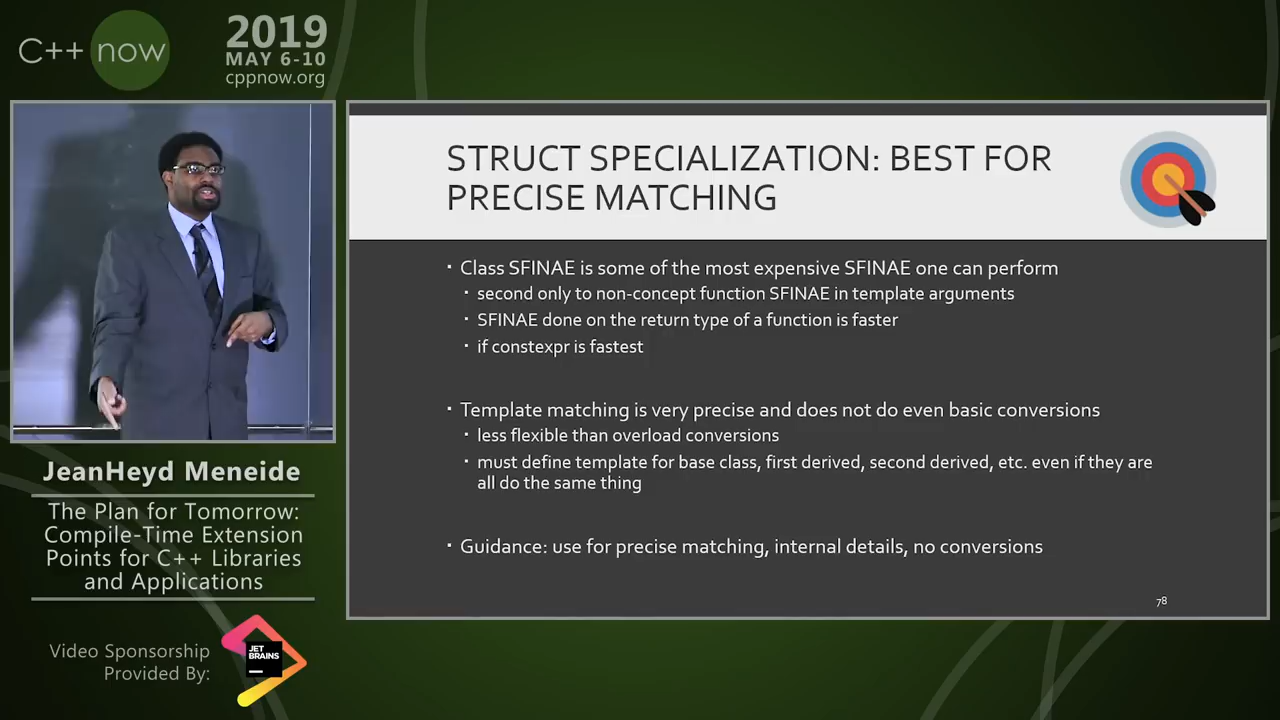 C++ now
2019
MAY 6-10
cppnow.org
STRUCT SPECIALIZATION: BEST FOR
PRECISE MATCHING
▪ Class SFINAE is some of the most expensive SFINAE one can perform
▪ second only to non-concept function SFINAE in template arguments
▪ SFINAE done on the return type of a function is faster
▪ if constexpr is fastest
▪ Template matching is very precise and does not do even basic conversions
▪ less flexible than overload conversions
▪ must define template for base class, first derived, second derived, etc. even if they are
all do the same thing
▪ Guidance: use for precise matching, internal details, no conversions
78
JeanHeyd Meneide
The Plan for Tomorrow:
Compile-Time Extension
Points for C++ Libraries
and Applications
Video Sponsorship
Provided By:
JET
BRAINS